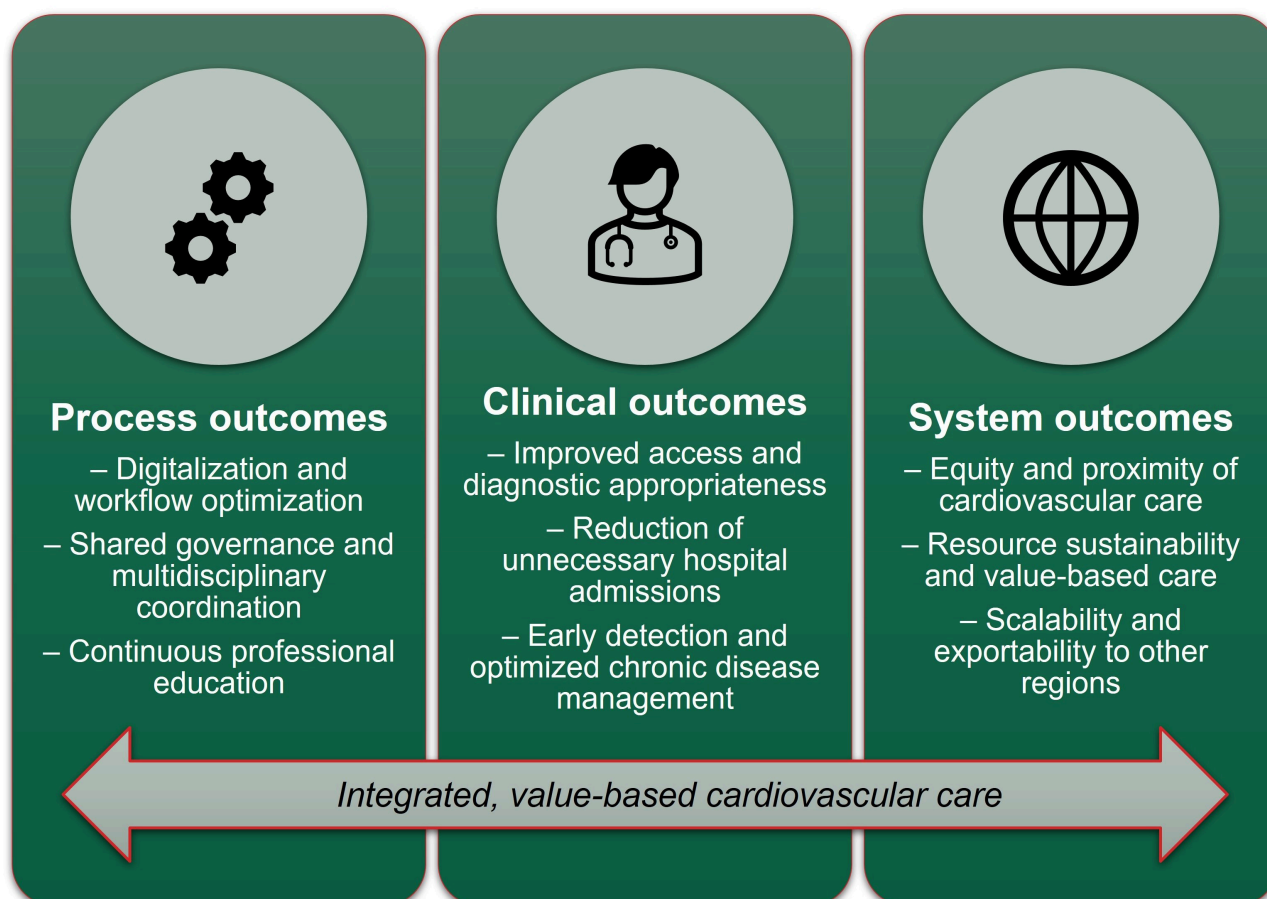 Process outcomes
– Digitalization and
workflow optimization
– Shared governance and
multidisciplinary
coordination
– Continuous professional
education
Clinical outcomes
– Improved access and
diagnostic appropriateness
– Reduction of
unnecessary hospital
admissions
– Early detection and
optimized chronic disease
management
System outcomes
– Equity and proximity of
cardiovascular care
– Resource sustainability
and value-based care
– Scalability and
exportability to other
regions
Integrated, value-based cardiovascular care